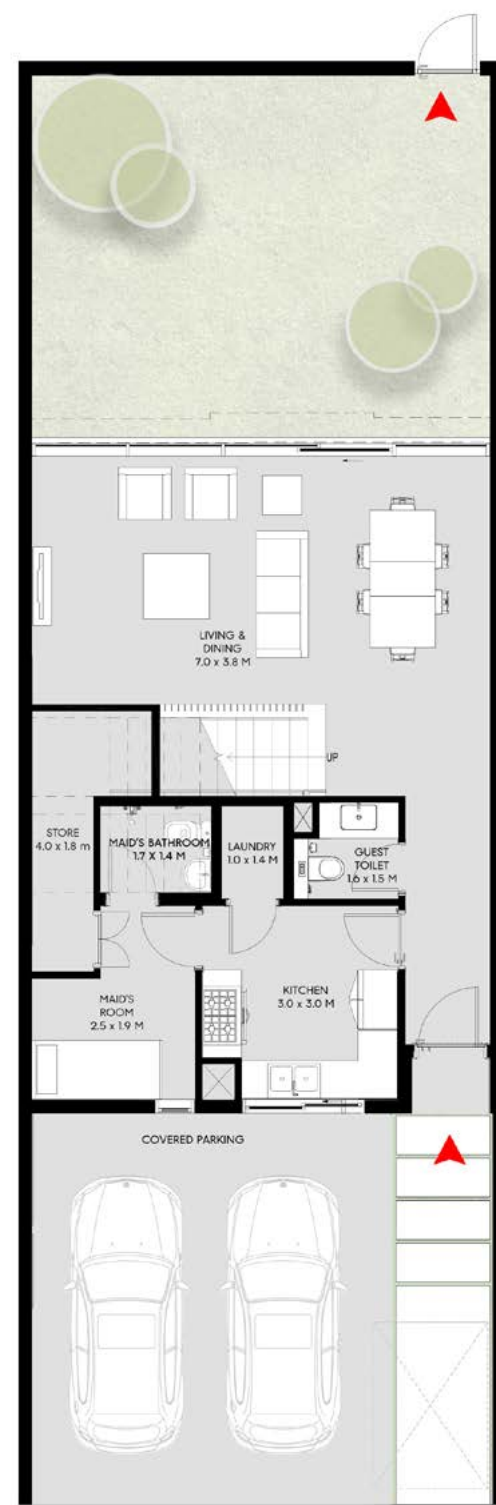 LIVING &
DINING
7.0 x 3.8 M
UP
STORE
4.0 x 1.8 m
MAID'S BATHROOM
1.7 X 1.4 M
LAUNDRY
1.0 x 1.4 M
GUEST
TOILET
1.6 x 1.5 M
MAID'S
ROOM
2.5 x 1.9 M
KITCHEN
3.0 x 3.0 M
COVERED PARKING